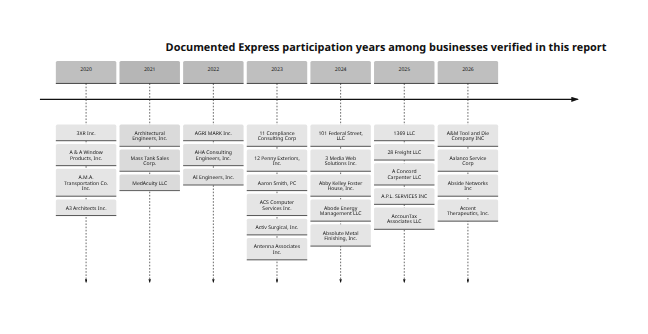 Documented Express participation years among businesses verified in this report
2020
2021
2022
2023
2024
2025
2026
3XR Inc.
A & A Window
Products, Inc.
A.M.A.
Transportation Co.
Inc.
A3 Architects Inc.
Architectural
Engineers, Inc.
Mass Tank Sales
Corp.
MedAcuity LLC
AGRI MARK Inc.
AHA Consulting
Engineers, Inc.
AI Engineers, Inc.
11 Compliance
Consulting Corp
12 Penny Exteriors,
Inc.
Aaron Smith, PC
ACS Computer
Services Inc.
Activ Surgical, Inc.
Antenna Associates
Inc.
101 Federal Street,
LLC
3 Media Web
Solutions Inc.
Abby Kelley Foster
House, Inc.
Abode Energy
Management LLC
Absolute Metal
Finishing, Inc.
1369 LLC
28 Freight LLC
A Concord
Carpenter LLC
A.P.L. SERVICES INC
AccounTax
Associates LLC
A&M Tool and Die
Company INC
Aalanco Service
Corp
Abside Networks
Inc
Accent
Therapeutics, Inc.